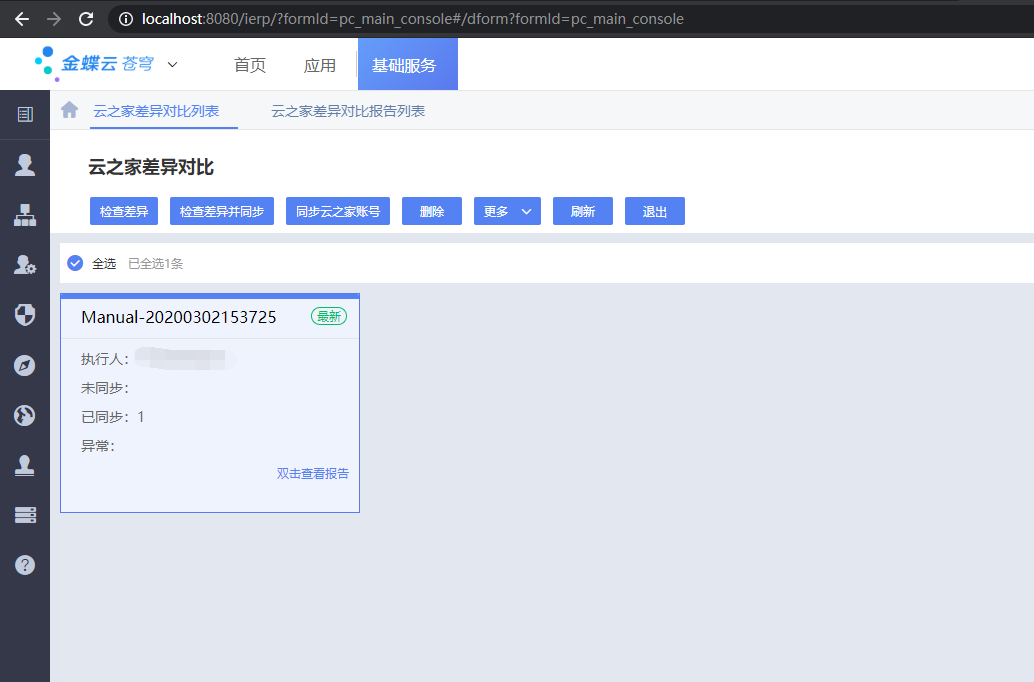 localhost:8080/ierp/?formId=pc_main_console#/dform?formId=pc_main_console
金蝶云 苍穹 首页 应用 基础服务
云之家差异对比列表 云之家差异对比报告列表
云之家差异对比
检查差异 检查差异并同步 同步云之家账号 删除 更多 刷新 退出
全选 已全选1条
Manual-20200302153725 最新
执行人：
未同步：
已同步：1
异常：
双击查看报告